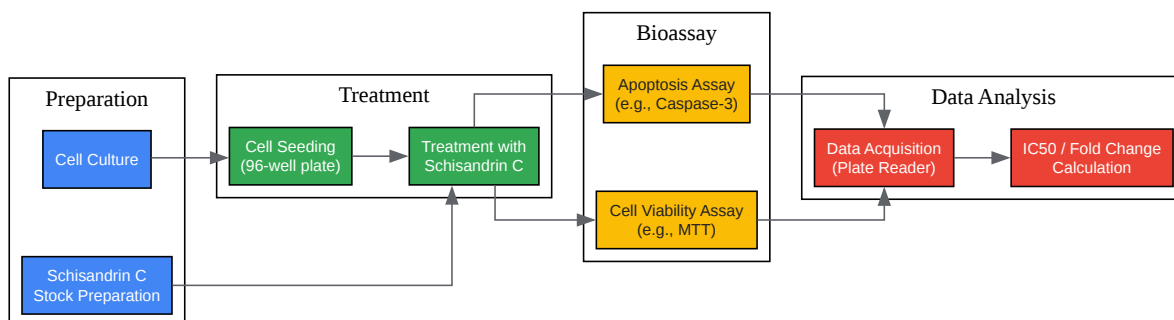 Preparation
Cell Culture
Schisandrin C
Stock Preparation
Treatment
Cell Seeding
(96-well plate)
Treatment with
Schisandrin C
Bioassay
Apoptosis Assay
(e.g., Caspase-3)
Cell Viability Assay
(e.g., MTT)
Data Analysis
Data Acquisition
(Plate Reader)
IC50 / Fold Change
Calculation